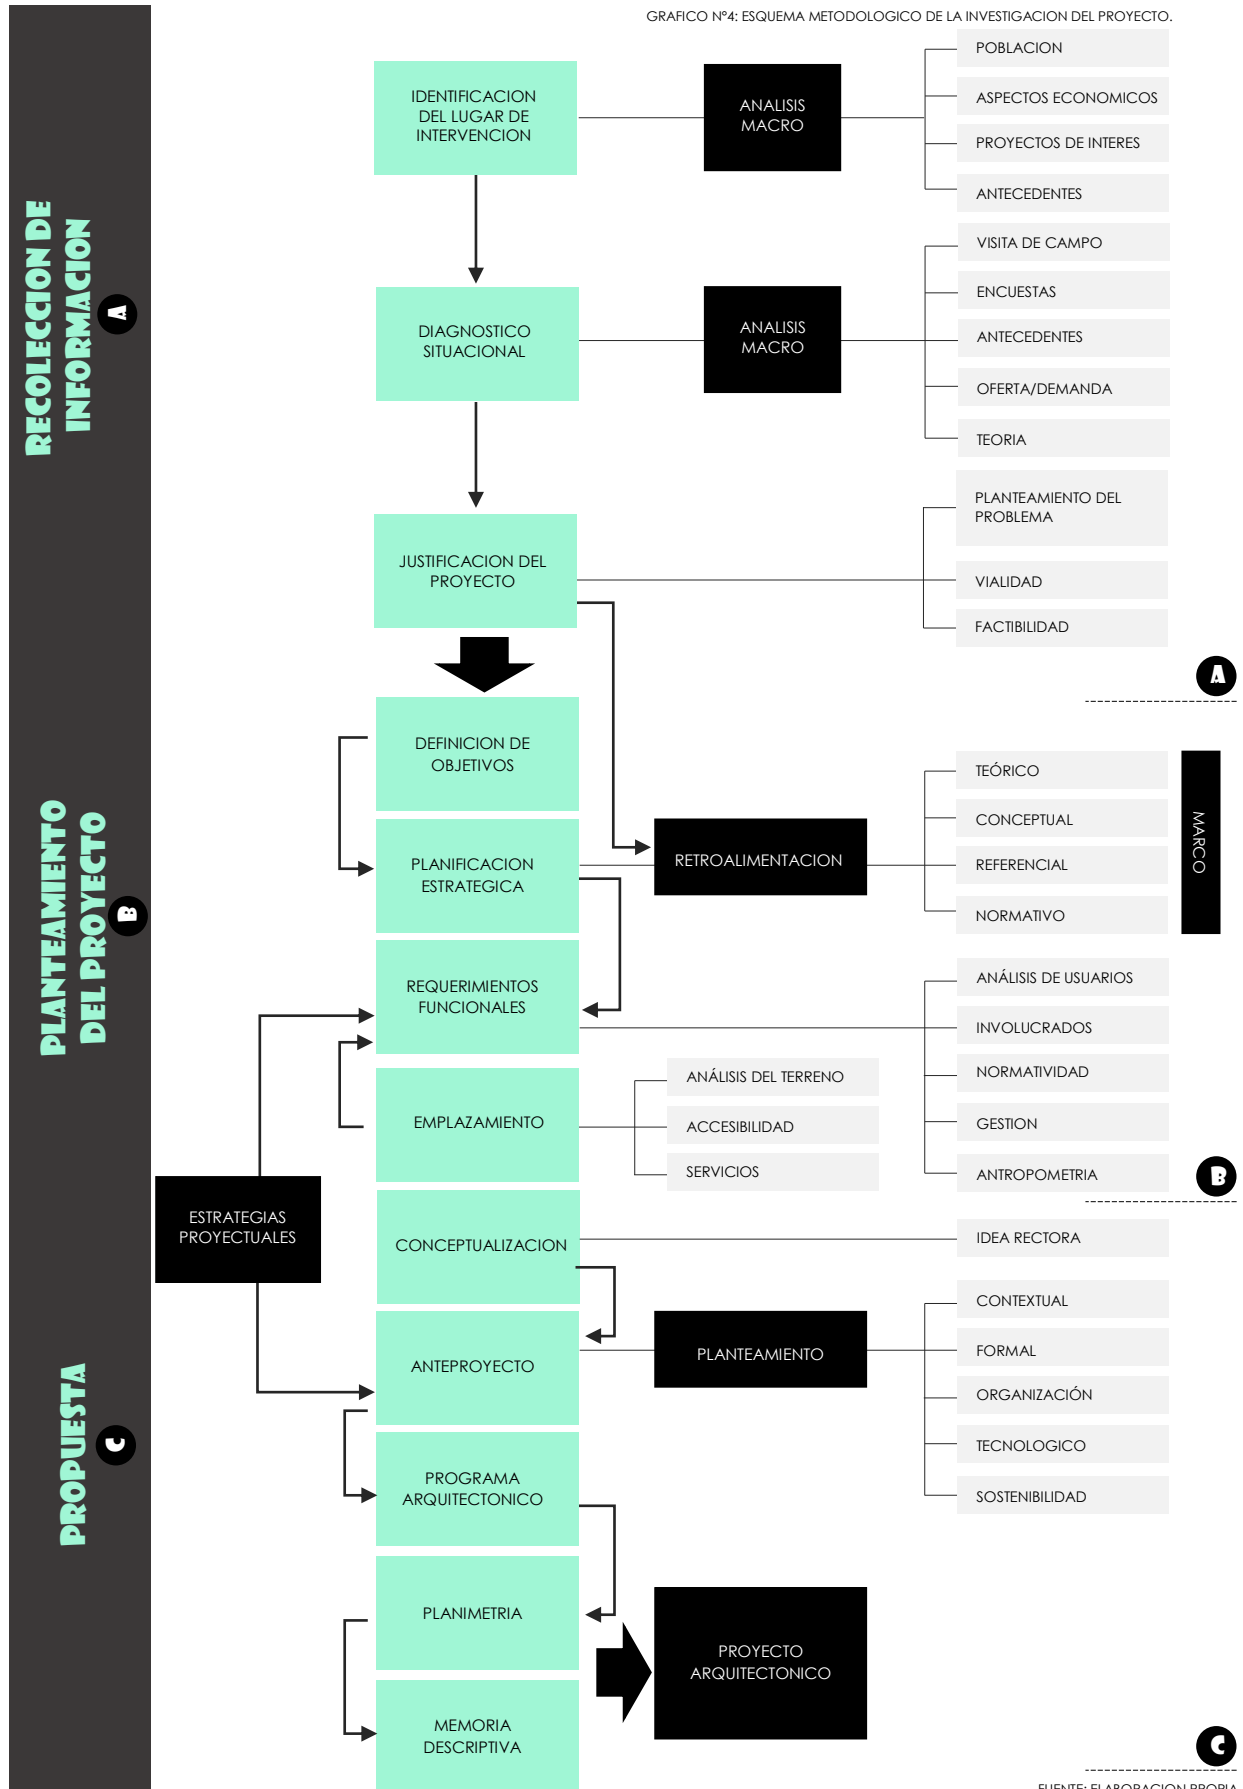 GRAFICO Nº4: ESQUEMA METODOLOGICO DE LA INVESTIGACION DEL PROYECTO.
RECOLECCION DE
INFORMACION
A
IDENTIFICACION
DEL LUGAR DE
INTERVENCION
ANALISIS
MACRO
POBLACION
ASPECTOS ECONOMICOS
PROYECTOS DE INTERES
ANTECEDENTES
DIAGNOSTICO
SITUACIONAL
ANALISIS
MACRO
VISITA DE CAMPO
ENCUESTAS
ANTECEDENTES
OFERTA/DEMANDA
TEORIA
JUSTIFICACION DEL
PROYECTO
PLANTEAMIENTO DEL
PROBLEMA
VIALIDAD
FACTIBILIDAD
A
PLANTEAMIENTO
DEL PROYECTO
B
DEFINICION DE
OBJETIVOS
PLANIFICACION
ESTRATEGICA
RETROALIMENTACION
TEÓRICO
CONCEPTUAL
REFERENCIAL
NORMATIVO
MARCO
REQUERIMIENTOS
FUNCIONALES
ANÁLISIS DE USUARIOS
INVOLUCRADOS
NORMATIVIDAD
GESTION
ANTROPOMETRIA
EMPLAZAMIENTO
ANÁLISIS DEL TERRENO
ACCESIBILIDAD
SERVICIOS
B
ESTRATEGIAS
PROYECTUALES
PROPUESTA
C
CONCEPTUALIZACION
IDEA RECTORA
ANTEPROYECTO
PLANTEAMIENTO
CONTEXTUAL
FORMAL
ORGANIZACIÓN
TECNOLOGICO
SOSTENIBILIDAD
PROGRAMA
ARQUITECTONICO
PLANIMETRIA
PROYECTO
ARQUITECTONICO
MEMORIA
DESCRIPTIVA
C
FUENTE: ELABORACION PROPIA